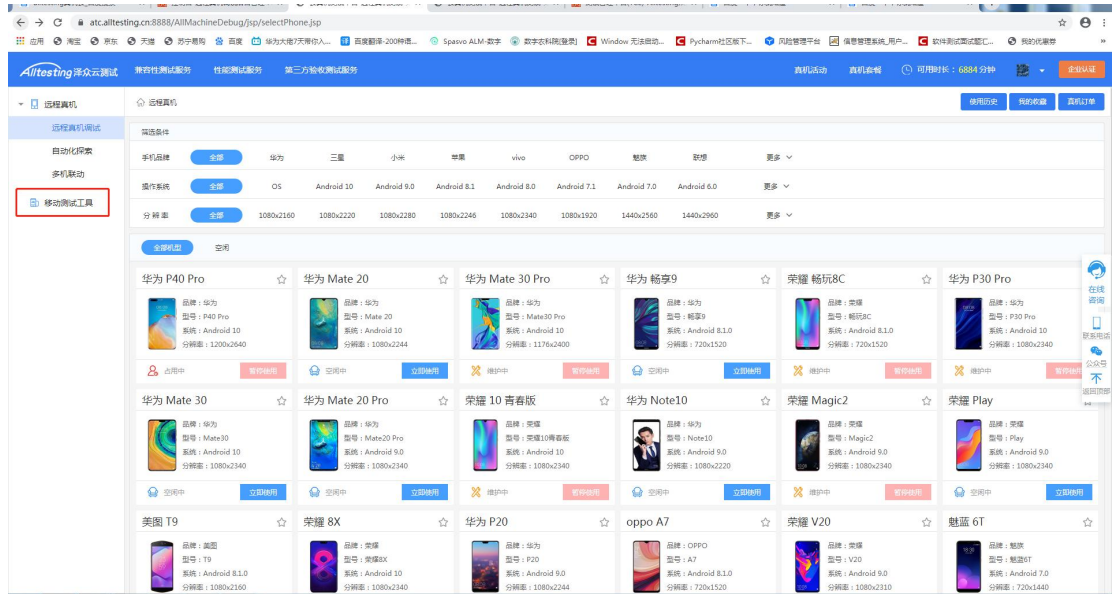 atc.alltesting.cn:8888/AllMachineDebug/jsp/selectPhone.jsp
应用 淘宝 京东 天猫 苏宁易购 百度 华为大佬7天带你入... 百度翻译-200种语... Spasvo ALM-数字 数字农科院[登录] Window 无法启动... Pycharm社区版下... 风险管理平台 信息管理系统_用户... 软件测试面试题汇... 我的优惠券
Alltesting泽众云测试 兼容性测试服务 性能测试服务 第三方验收测试服务 真机活动 真机套餐 可用时长：6884分钟 企业认证
远程真机 远程真机 使用历史 我的收藏 真机订单
远程真机调试
自动化探索
多机联动
移动测试工具
筛选条件
手机品牌 全部 华为 三星 小米 苹果 vivo OPPO 魅族 联想 更多
操作系统 全部 OS Android 10 Android 9.0 Android 8.1 Android 8.0 Android 7.1 Android 7.0 Android 6.0 更多
分辨率 全部 1080x2160 1080x2220 1080x2280 1080x2246 1080x2340 1080x1920 1440x2560 1440x2960 更多
全部机型 空闲
华为 P40 Pro 华为 Mate 20 华为 Mate 30 Pro 华为 畅享9 荣耀 畅玩8C 华为 P30 Pro
品牌：华为 品牌：华为 品牌：华为 品牌：华为 品牌：荣耀 品牌：华为
型号：P40 Pro 型号：Mate 20 型号：Mate30 Pro 型号：畅享9 型号：畅玩8C 型号：P30 Pro
系统：Android 10 系统：Android 10 系统：Android 10 系统：Android 8.1.0 系统：Android 8.1.0 系统：Android 10
分辨率：1200x2640 分辨率：1080x2244 分辨率：1176x2400 分辨率：720x1520 分辨率：720x1520 分辨率：1080x2340
占用中 暂停使用 空闲中 立即使用 维护中 暂停使用 空闲中 立即使用 维护中 暂停使用 维护中
华为 Mate 30 华为 Mate 20 Pro 荣耀 10 青春版 华为 Note10 荣耀 Magic2 荣耀 Play
品牌：华为 品牌：华为 品牌：荣耀 品牌：华为 品牌：荣耀 品牌：荣耀
型号：Mate30 型号：Mate20 Pro 型号：荣耀10青春版 型号：Note10 型号：Magic2 型号：Play
系统：Android 10 系统：Android 9.0 系统：Android 10 系统：Android 9.0 系统：Android 9.0 系统：Android 9.0
分辨率：1080x2340 分辨率：1080x2340 分辨率：1080x2340 分辨率：1080x2220 分辨率：1080x2340 分辨率：1080x2340
空闲中 立即使用 空闲中 立即使用 维护中 暂停使用 空闲中 立即使用 维护中 暂停使用 空闲中 立即使用
美图 T9 荣耀 8X 华为 P20 oppo A7 荣耀 V20 魅蓝 6T
品牌：美图 品牌：荣耀 品牌：华为 品牌：OPPO 品牌：荣耀 品牌：魅族
型号：T9 型号：荣耀8X 型号：P20 型号：A7 型号：V20 型号：魅蓝6T
系统：Android 8.1.0 系统：Android 10 系统：Android 9.0 系统：Android 8.1.0 系统：Android 9.0 系统：Android 7.0
分辨率：1080x2160 分辨率：1080x2340 分辨率：1080x2244 分辨率：720x1520 分辨率：1080x2310 分辨率：720x1440
在线
咨询
联系电话
公众号
返回顶部